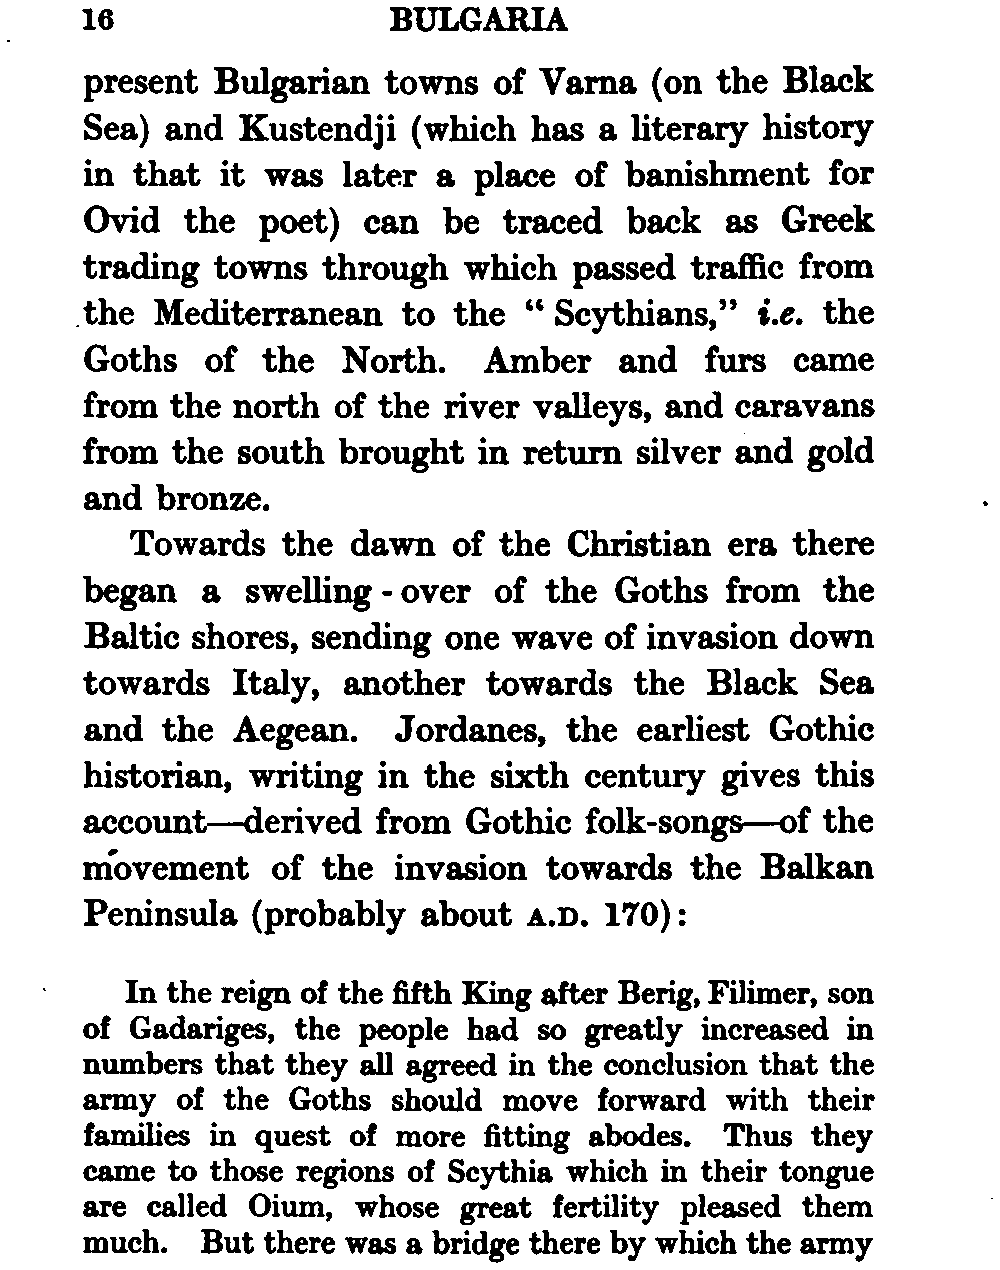 16 BULGARIA
present Bulgarian towns of Varna (on the Black
Sea) and Kustendji (which has a literary history
in that it was later a place of banishment for
Ovid the poet) can be traced back as Greek
trading towns through which passed traffic from
the Mediterranean to the “ Scythians,” i.e. the
Goths of the North. Amber and furs came
from the north of the river valleys, and caravans
from the south brought in return silver and gold
and bronze.
Towards the dawn of the Christian era there
began a swelling - over of the Goths from the
Baltic shores, sending one wave of invasion down
towards Italy, another towards the Black Sea
and the Aegean. Jordanes, the earliest Gothic
historian, writing in the sixth century gives this
account—derived from Gothic folk-songs—of the
movement of the invasion towards the Balkan
Peninsula (probably about A.D. 170):
In the reign of the fifth King after Berig, Filimer, son
of Gadariges, the people had so greatly increased in
numbers that they all agreed in the conclusion that the
army of the Goths should move forward with their
families in quest of more fitting abodes. Thus they
came to those regions of Scythia which in their tongue
are called Oium, whose great fertility pleased them
much. But there was a bridge there by which the army